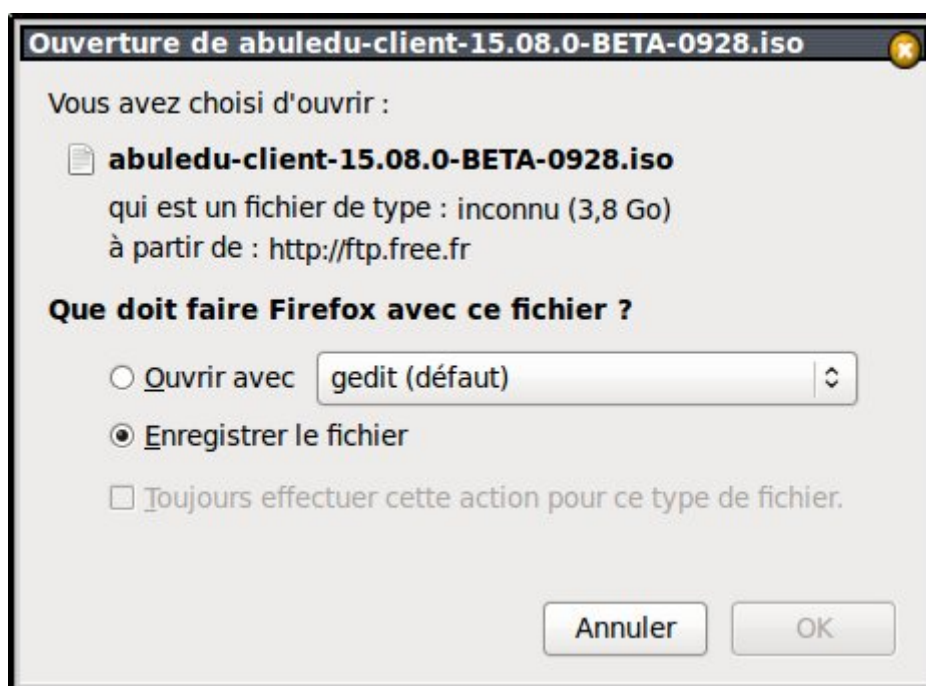 Ouverture de abuledu-client-15.08.0-BETA-0928.iso
Vous avez choisi d'ouvrir :
abuledu-client-15.08.0-BETA-0928.iso
qui est un fichier de type : inconnu (3,8 Go)
à partir de : http://ftp.free.fr
Que doit faire Firefox avec ce fichier ?
Ouvrir avec gedit (défaut)
Enregistrer le fichier
Toujours effectuer cette action pour ce type de fichier.
Annuler OK